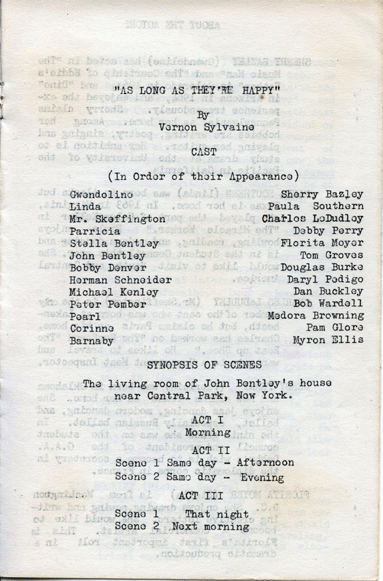 "AS LONG AS THEY'RE HAPPY"
By
Vernon Sylvaine
CAST
(In Order of their Appearance)
Gwendoline Sherry Bazley
Linda Paula Southern
Mr. Skeffington Charles LeDudley
Parricia Debby Perry
Stella Bentley Florita Moyer
John Bentley Tom Groves
Bobby Denver Douglas Burke
Herman Schneider Daryl Pedigo
Michael Kenley Dan Buckley
Peter Pember Bob Wardell
Pearl Medora Browning
Corinne Pam Glore
Barnaby Myron Ellis
SYNOPSIS OF SCENES
The living room of John Bentley's house
near Central Park, New York.
ACT I
Morning
ACT II
Scene 1 Same day - Afternoon
Scene 2 Same day - Evening
ACT III
Scene 1 That night
Scene 2 Next morning